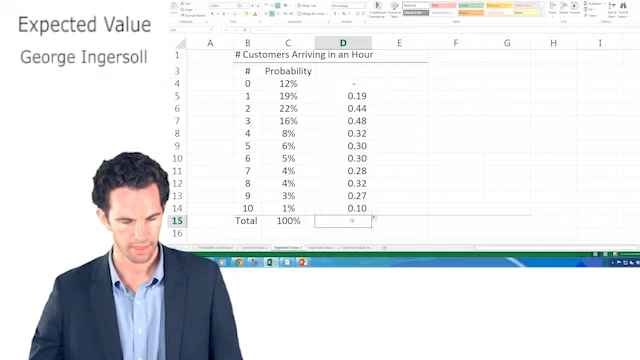 Expected Value
George Ingersoll
A B C D E F G H I
1 # Customers Arriving in an Hour
3 # Probability
4 0 12% -
5 1 19% 0.19
6 2 22% 0.44
7 3 16% 0.48
8 4 8% 0.32
9 5 6% 0.30
10 6 5% 0.30
11 7 4% 0.28
12 8 4% 0.32
13 9 3% 0.27
14 10 1% 0.10
15 Total 100%
16